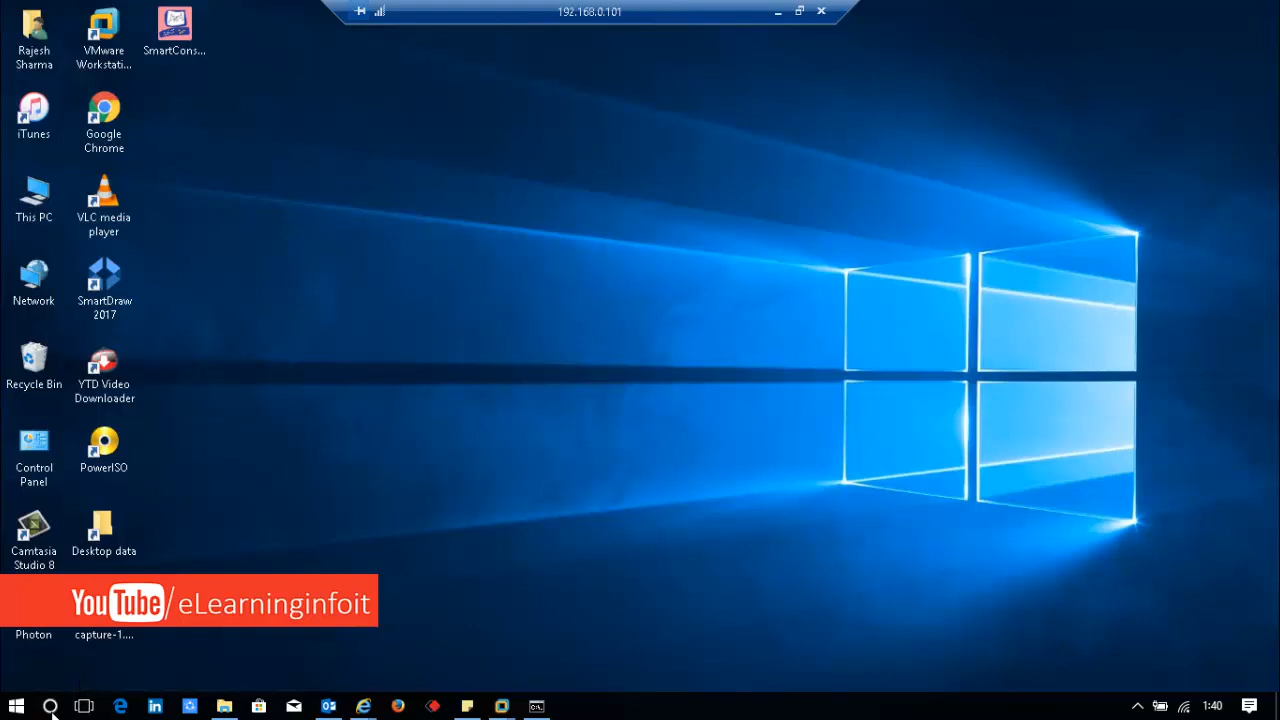 192.168.0.101
Rajesh
Sharma
VMware
Workstati...
SmartCons...
iTunes
Google
Chrome
This PC
VLC media
player
Network
SmartDraw
2017
Recycle Bin
YTD Video
Downloader
Control
Panel
PowerISO
Camtasia
Studio 8
Desktop data
YouTube/eLearninginfoit
Photon
capture-1....
1:40